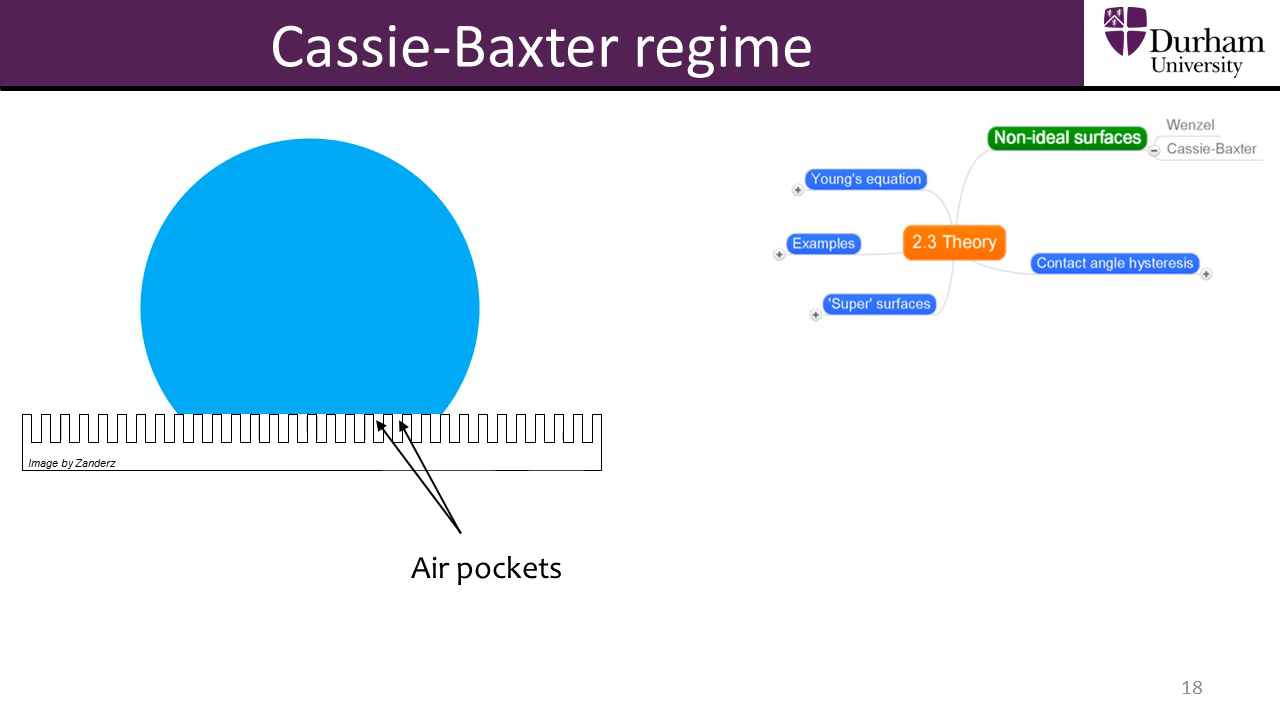 Cassie-Baxter regime
Durham
University
Non-ideal surfaces
Wenzel
Cassie-Baxter
Young's equation
2.3 Theory
Examples
Contact angle hysteresis
'Super' surfaces
Image by Zanderz
Air pockets
18